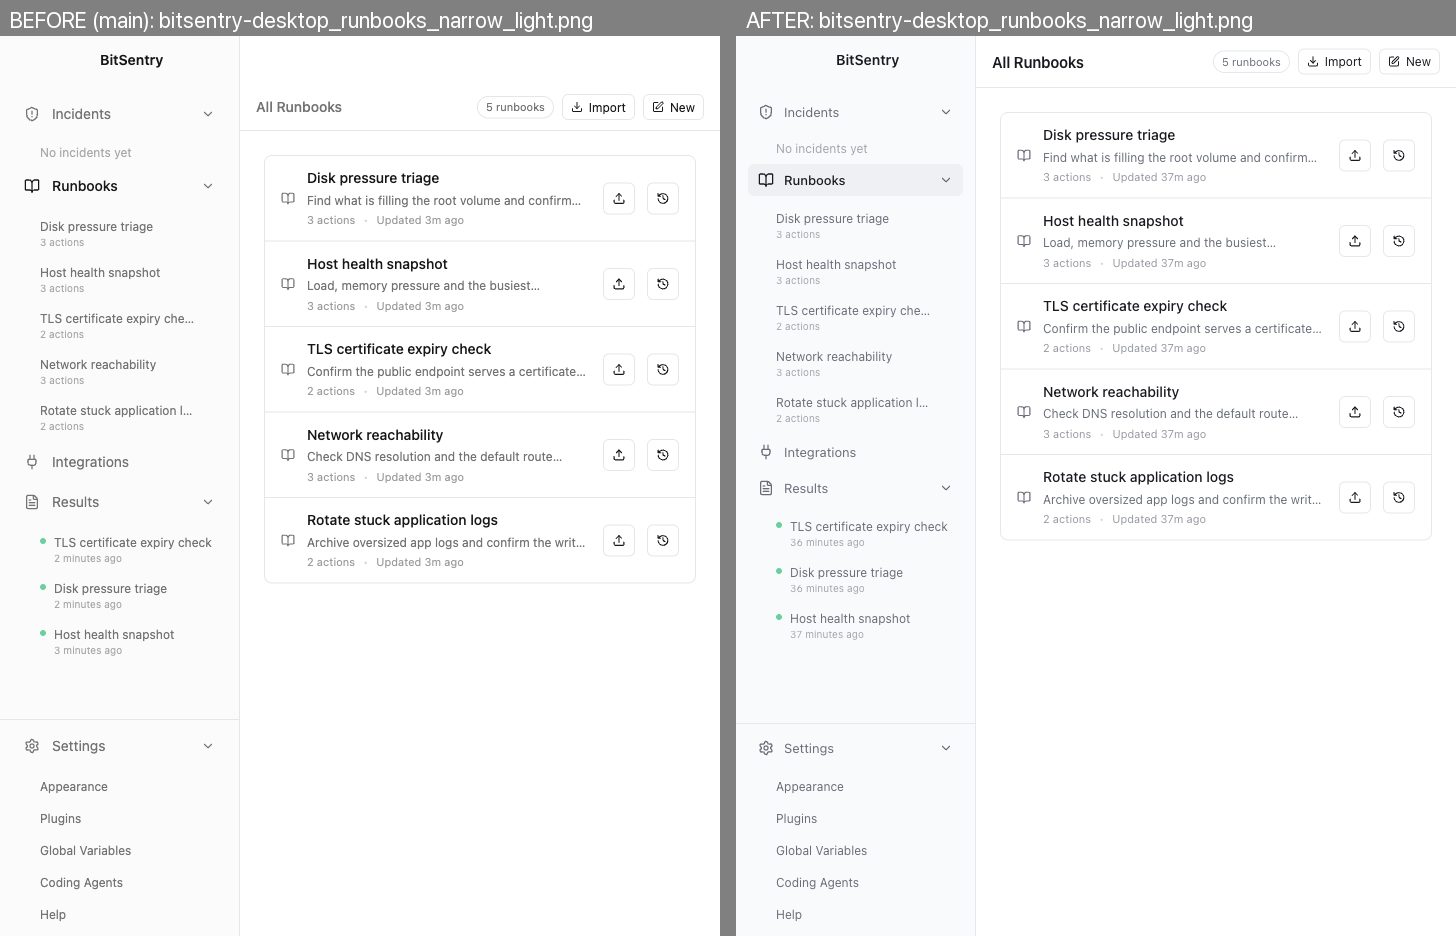 BEFORE (main): bitsentry-desktop_runbooks_narrow_light.png
BitSentry
Incidents
No incidents yet
Runbooks
Disk pressure triage
3 actions
Host health snapshot
3 actions
TLS certificate expiry che...
2 actions
Network reachability
3 actions
Rotate stuck application l...
2 actions
Integrations
Results
TLS certificate expiry check
2 minutes ago
Disk pressure triage
2 minutes ago
Host health snapshot
3 minutes ago
Settings
Appearance
Plugins
Global Variables
Coding Agents
Help
All Runbooks
5 runbooks
Import
New
Disk pressure triage
Find what is filling the root volume and confirm...
3 actions · Updated 3m ago
Host health snapshot
Load, memory pressure and the busiest...
3 actions · Updated 3m ago
TLS certificate expiry check
Confirm the public endpoint serves a certificate...
2 actions · Updated 3m ago
Network reachability
Check DNS resolution and the default route...
3 actions · Updated 3m ago
Rotate stuck application logs
Archive oversized app logs and confirm the writ...
2 actions · Updated 3m ago
AFTER: bitsentry-desktop_runbooks_narrow_light.png
BitSentry
Incidents
No incidents yet
Runbooks
Disk pressure triage
3 actions
Host health snapshot
3 actions
TLS certificate expiry che...
2 actions
Network reachability
3 actions
Rotate stuck application l...
2 actions
Integrations
Results
TLS certificate expiry check
36 minutes ago
Disk pressure triage
36 minutes ago
Host health snapshot
37 minutes ago
Settings
Appearance
Plugins
Global Variables
Coding Agents
Help
All Runbooks
5 runbooks
Import
New
Disk pressure triage
Find what is filling the root volume and confirm...
3 actions · Updated 37m ago
Host health snapshot
Load, memory pressure and the busiest...
3 actions · Updated 37m ago
TLS certificate expiry check
Confirm the public endpoint serves a certificate...
2 actions · Updated 37m ago
Network reachability
Check DNS resolution and the default route...
3 actions · Updated 37m ago
Rotate stuck application logs
Archive oversized app logs and confirm the writ...
2 actions · Updated 37m ago